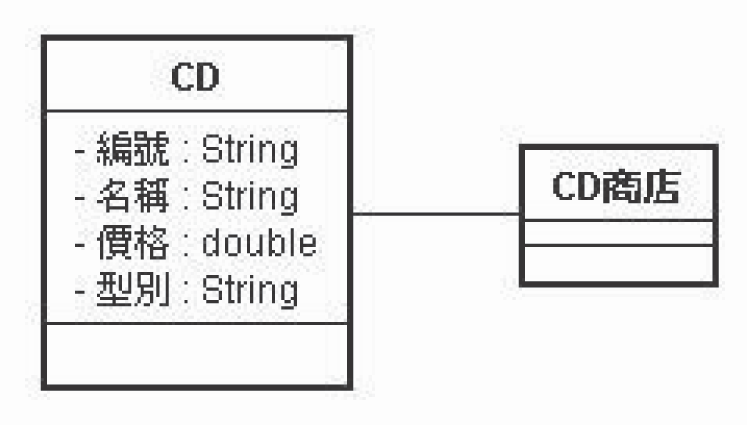 CD
- 編號 : String
- 名稱 : String
- 價格 : double
- 型別 : String
CD商店